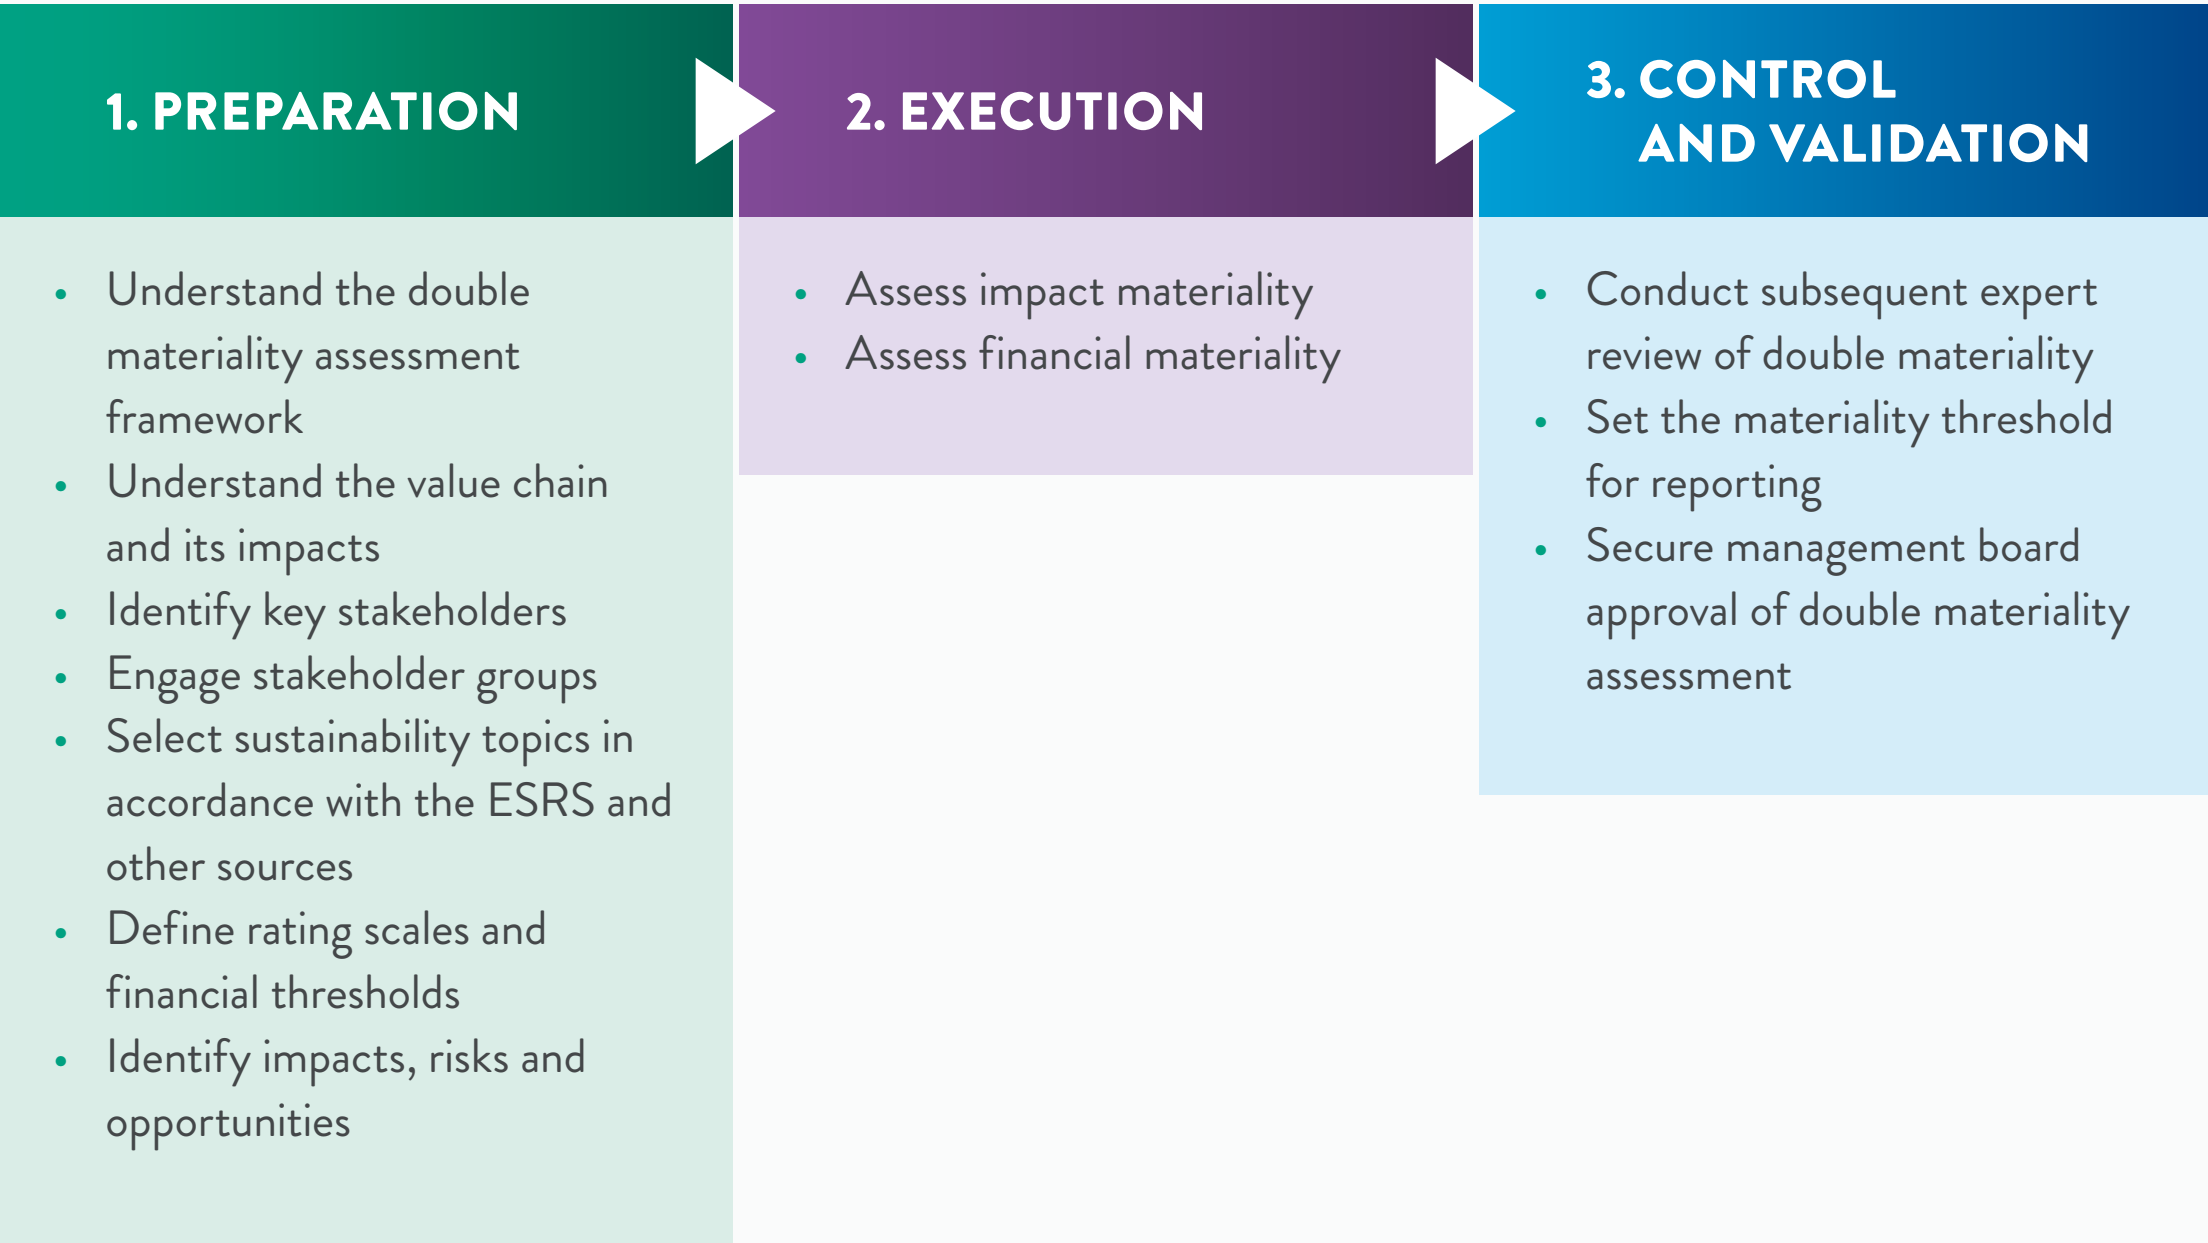 1. PREPARATION
• Understand the double
materiality assessment
framework
• Understand the value chain
and its impacts
• Identify key stakeholders
• Engage stakeholder groups
• Select sustainability topics in
accordance with the ESRS and
other sources
• Define rating scales and
financial thresholds
• Identify impacts, risks and
opportunities
2. EXECUTION
• Assess impact materiality
• Assess financial materiality
3. CONTROL
AND VALIDATION
• Conduct subsequent expert
review of double materiality
• Set the materiality threshold
for reporting
• Secure management board
approval of double materiality
assessment